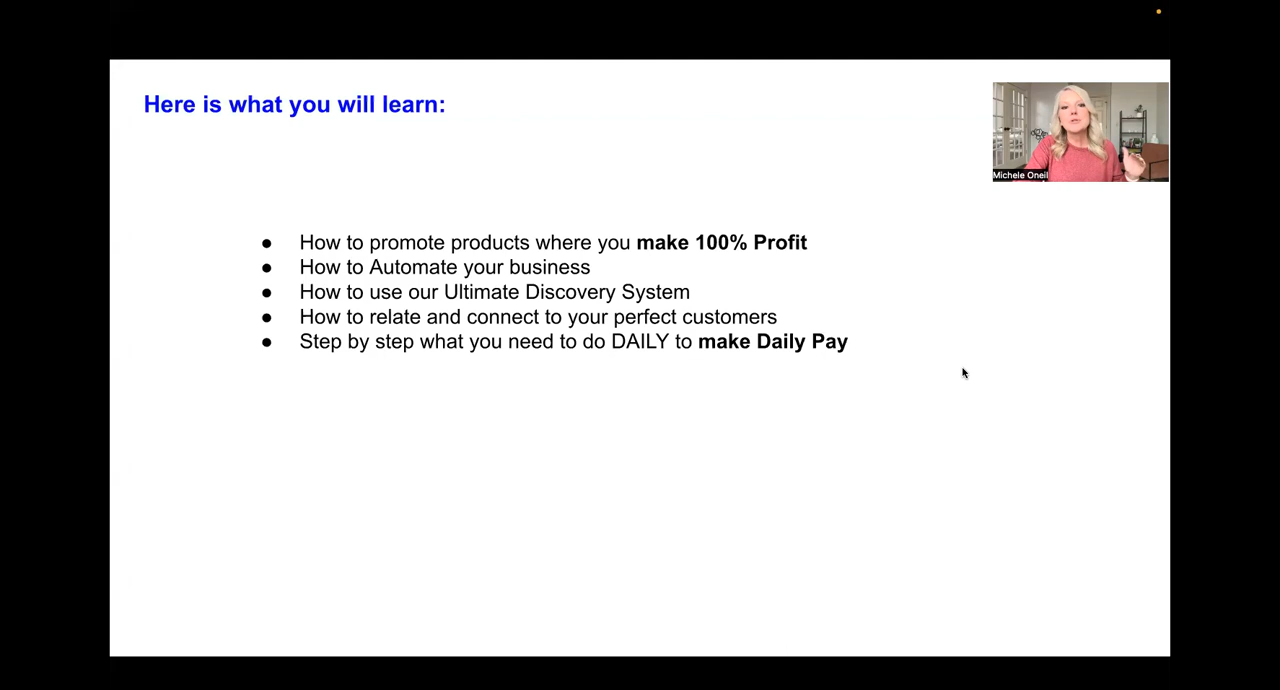 Here is what you will learn:
Michele Oneil
● How to promote products where you make 100% Profit
● How to Automate your business
● How to use our Ultimate Discovery System
● How to relate and connect to your perfect customers
● Step by step what you need to do DAILY to make Daily Pay